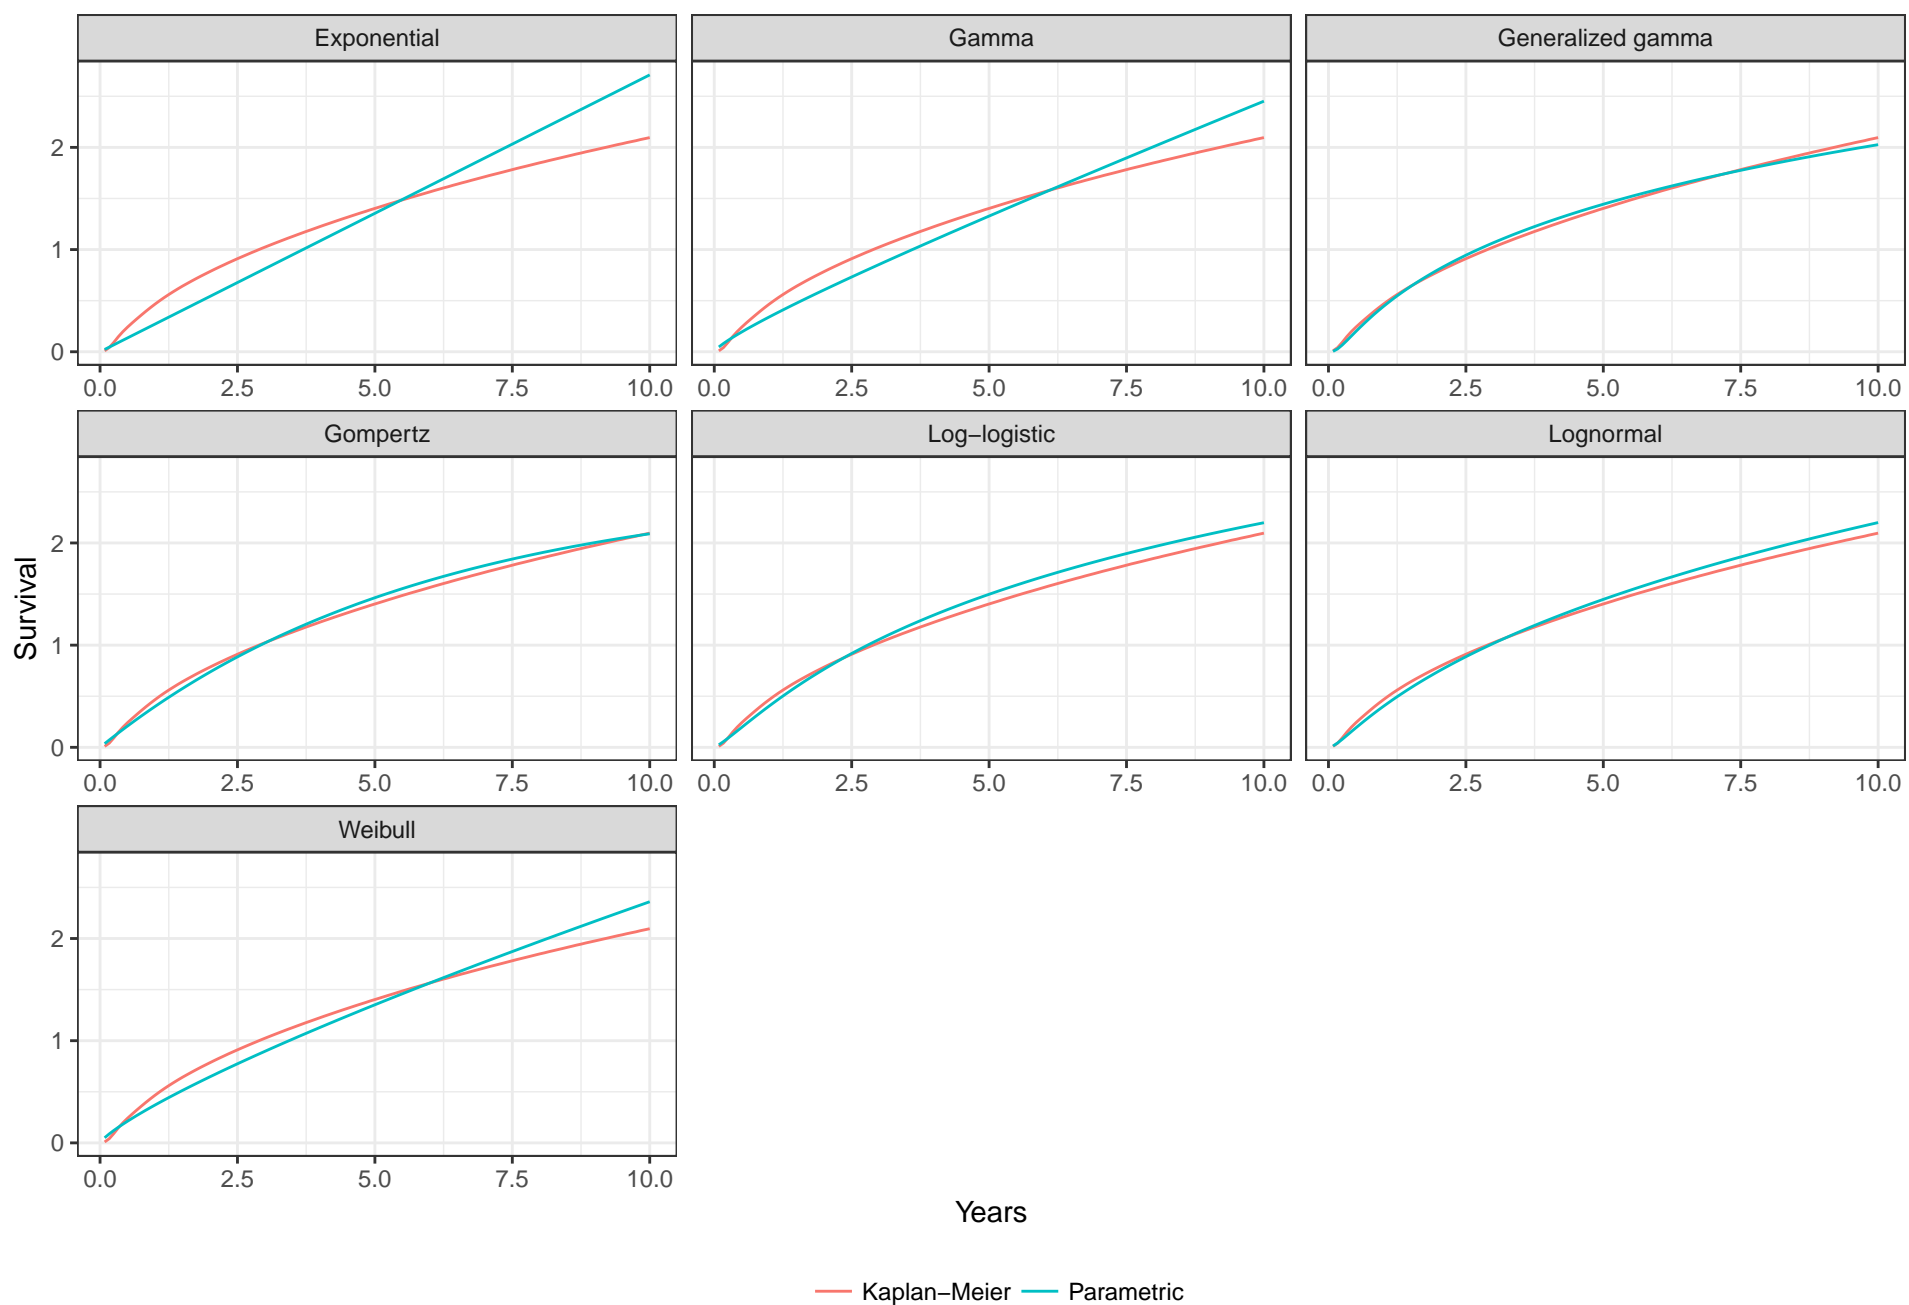 Exponential
Gamma
Generalized gamma
2
1
0
0.0 2.5 5.0 7.5 10.0
0.0 2.5 5.0 7.5 10.0
0.0 2.5 5.0 7.5 10.0
Gompertz
Log−logistic
Lognormal
Survival
2
1
0
0.0 2.5 5.0 7.5 10.0
0.0 2.5 5.0 7.5 10.0
0.0 2.5 5.0 7.5 10.0
Weibull
2
1
0
0.0 2.5 5.0 7.5 10.0
Years
Kaplan−Meier Parametric